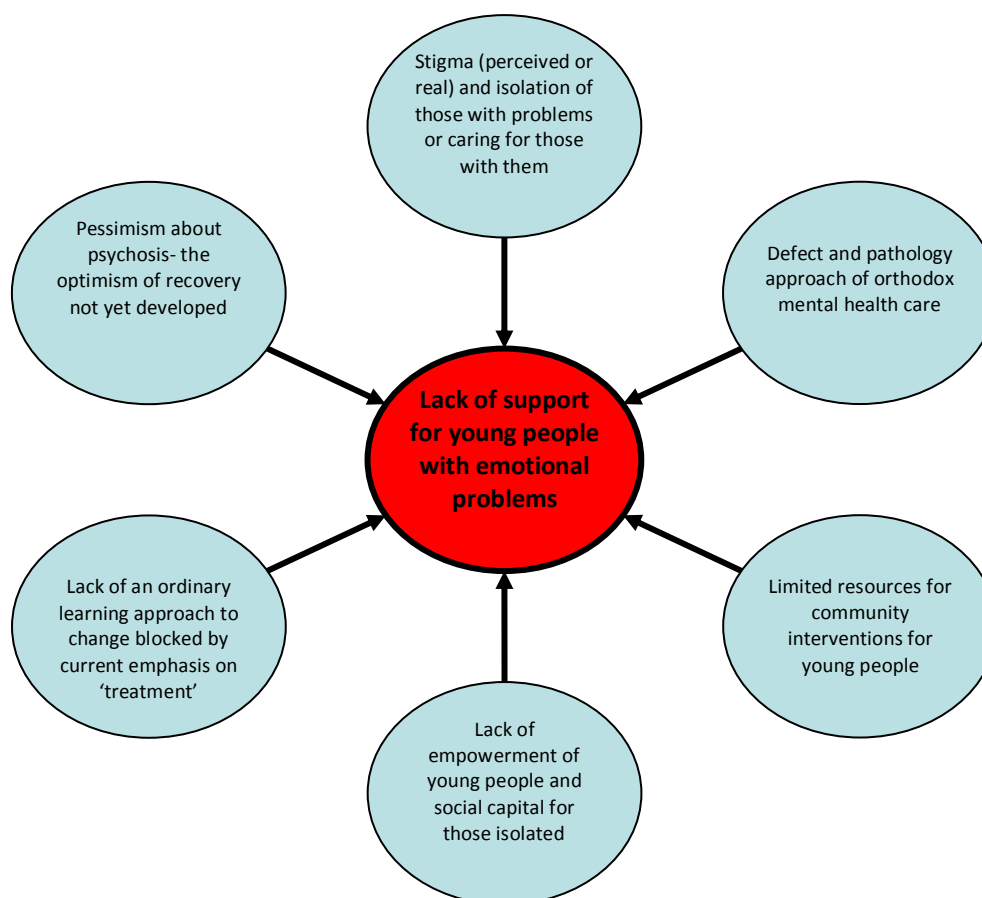 Stigma (perceived or
real) and isolation of
those with problems
or caring for those
with them
Pessimism about
psychosis- the
optimism of recovery
not yet developed
Defect and pathology
approach of orthodox
mental health care
Lack of support
for young people
with emotional
problems
Lack of an ordinary
learning approach to
change blocked by
current emphasis on
‘treatment’
Limited resources for
community
interventions for
young people
Lack of
empowerment of
young people and
social capital for
those isolated